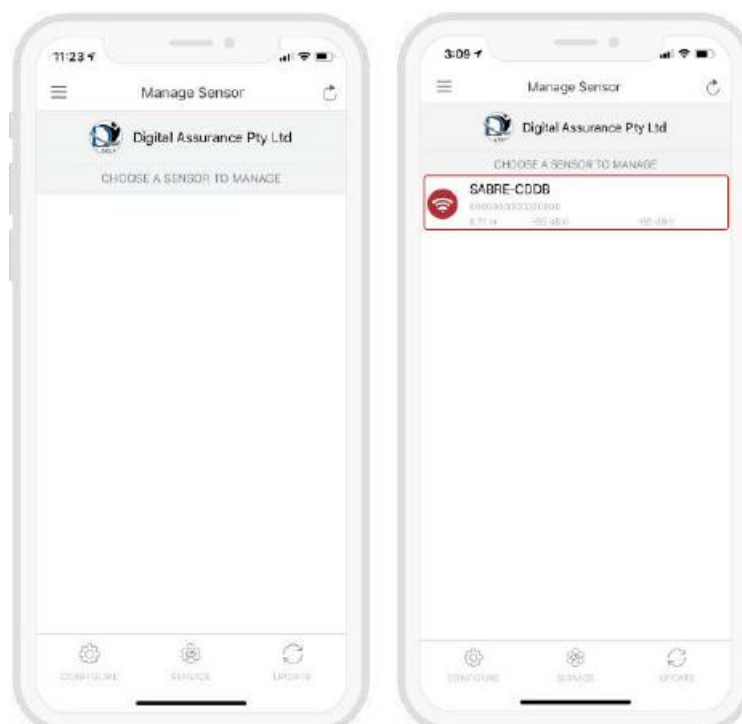 11:23
Manage Sensor
Digital Assurance Pty Ltd
CHOOSE A SENSOR TO MANAGE
CONFIGURE SERVICE UPDATE
3:09
Manage Sensor
Digital Assurance Pty Ltd
CHOOSE A SENSOR TO MANAGE
SABRE-CDDB
CONFIGURE SERVICE UPDATE